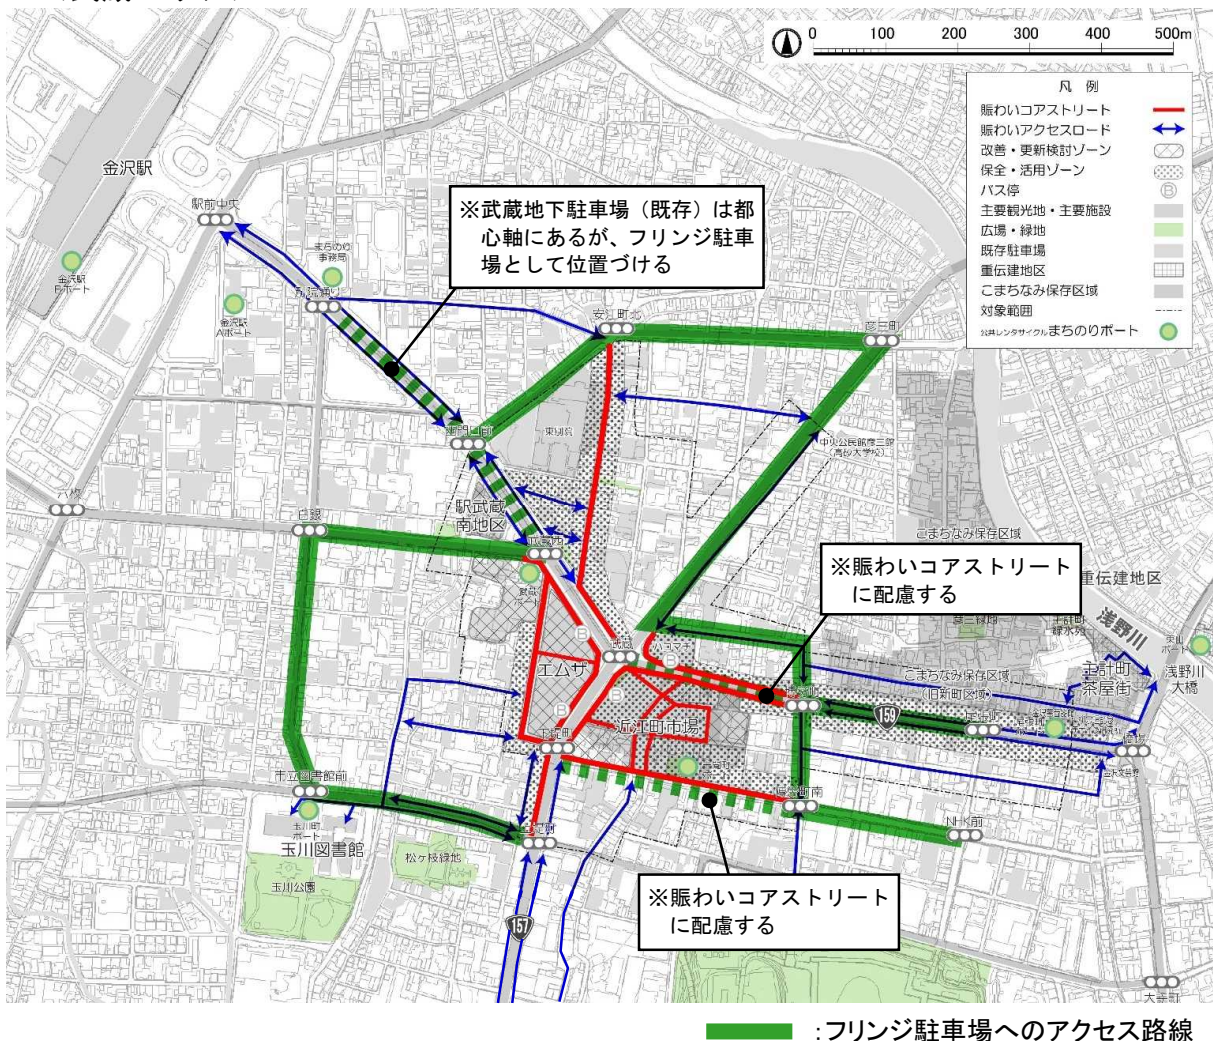 0 100 200 300 400 500m
凡 例
賑わいコアストリート
賑わいアクセスロード
改善・更新検討ゾーン
保全・活用ゾーン
バス停
B
主要観光地・主要施設
広場・緑地
既存駐車場
重伝建地区
こまちなみ保存区域
対象範囲
公共レンタサイクルまちのりポート
金沢駅
駅前中央
※武蔵地下駐車場（既存）は都
心軸にあるが、フリンジ駐車
場として位置づける
まちのり
事務局
金沢駅
Aポート
安江町北
彦三町
東別院
中央公民館彦三館
（高砂大学校）
六枚
白銀
駅武蔵
南地区
武蔵西
こまちなみ保存区域
※賑わいコアストリート
に配慮する
重伝建地区
浅野川
浅野川
大橋
主計町
茶屋街
こまちなみ保存区域
（旧新町区域）
武蔵
エムザ
近江町市場
159
市立図書館前
玉川町
ポート
玉川図書館
玉川公園
松ヶ枝緑地
NHK前
※賑わいコアストリート
に配慮する
157
大手町
:フリンジ駐車場へのアクセス路線